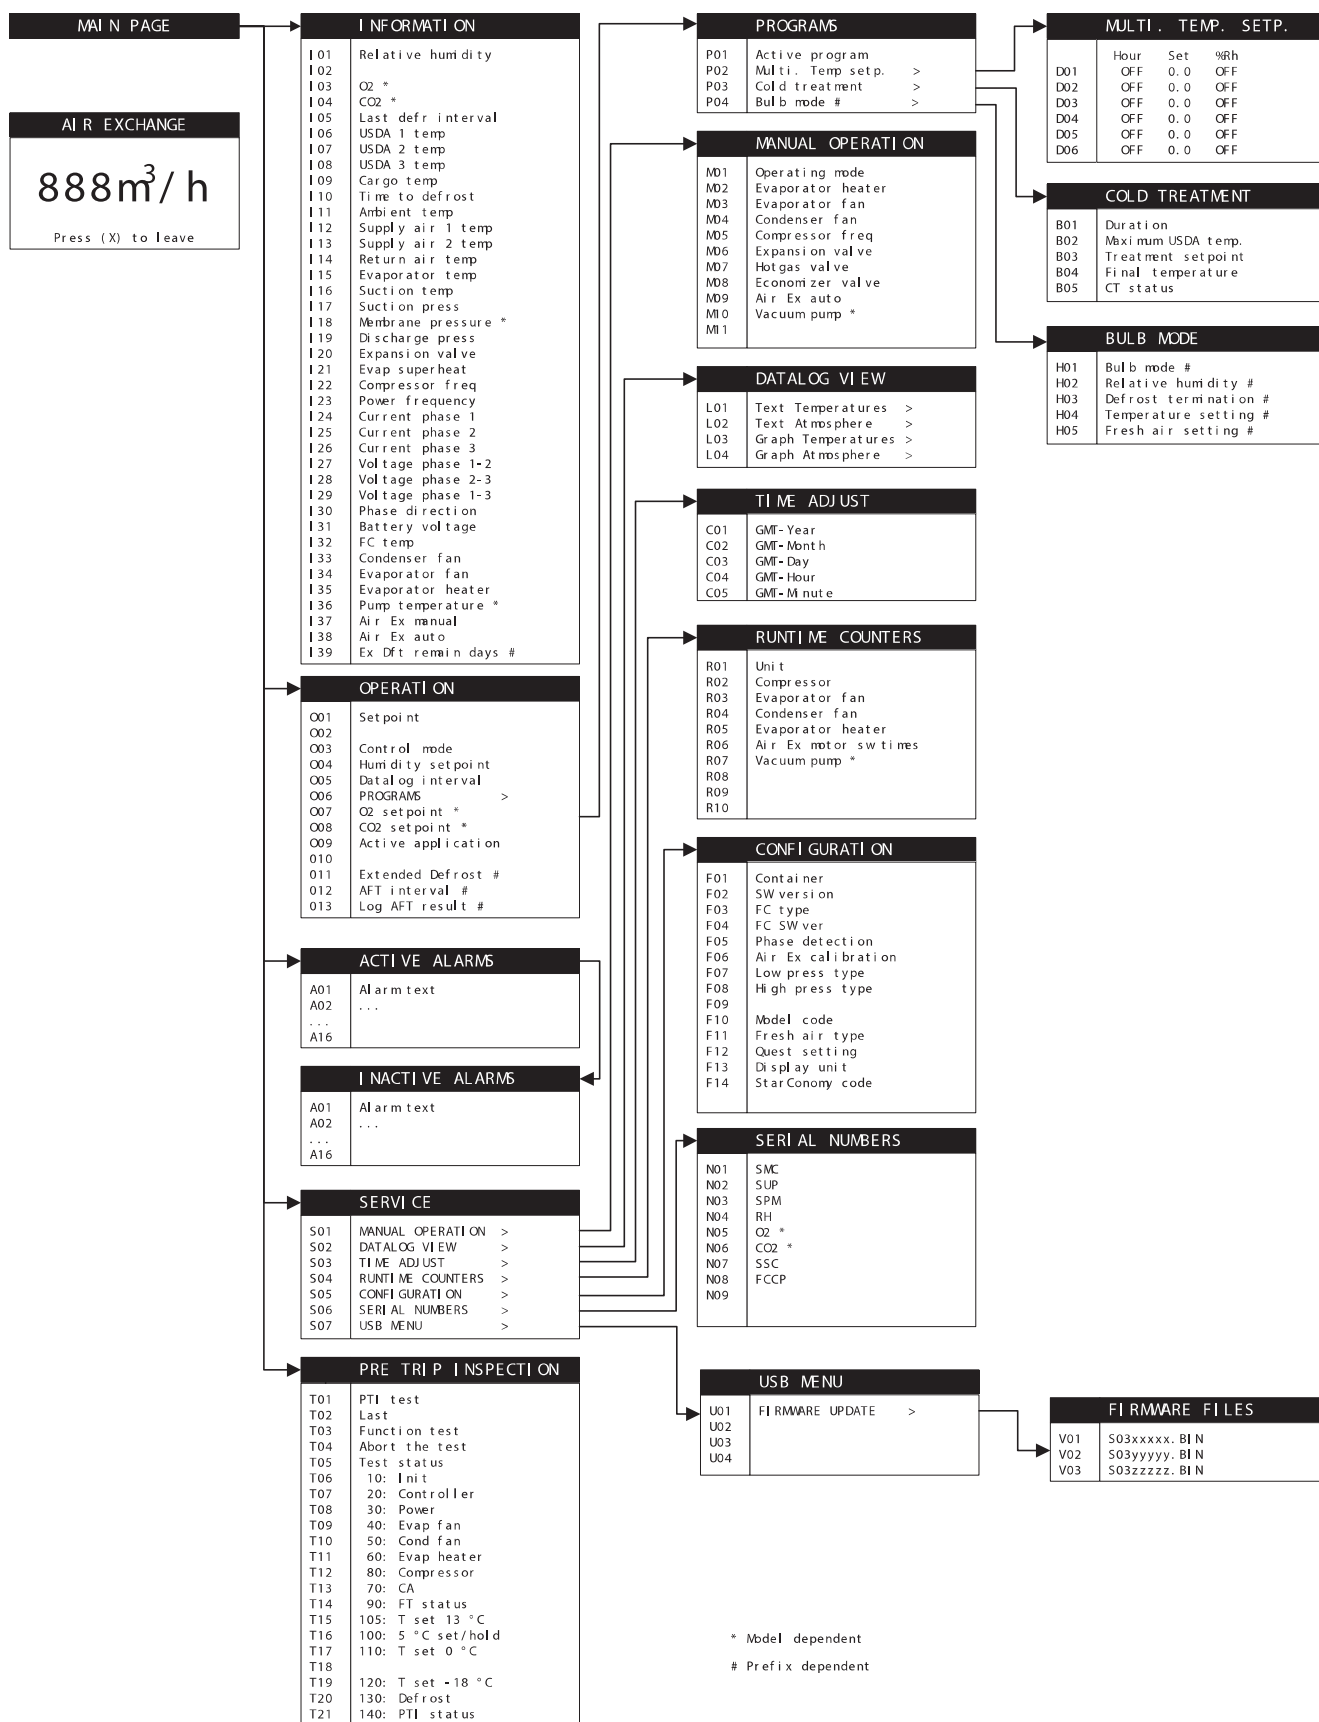 MAIN PAGE
AIR EXCHANGE
888m³/h
Press (X) to leave
INFORMATION
I01 Relative humidity
I02
I03 O2 *
I04 CO2 *
I05 Last defr interval
I06 USDA 1 temp
I07 USDA 2 temp
I08 USDA 3 temp
I09 Cargo temp
I10 Time to defrost
I11 Ambient temp
I12 Supply air 1 temp
I13 Supply air 2 temp
I14 Return air temp
I15 Evaporator temp
I16 Suction temp
I17 Suction press
I18 Membrane pressure *
I19 Discharge press
I20 Expansion valve
I21 Evap superheat
I22 Compressor freq
I23 Power frequency
I24 Current phase 1
I25 Current phase 2
I26 Current phase 3
I27 Voltage phase 1-2
I28 Voltage phase 2-3
I29 Voltage phase 1-3
I30 Phase direction
I31 Battery voltage
I32 FC temp
I33 Condenser fan
I34 Evaporator fan
I35 Evaporator heater
I36 Pump temperature *
I37 Air Ex manual
I38 Air Ex auto
I39 Ex Dft remain days #
OPERATION
O01 Setpoint
O02
O03 Control mode
O04 Humidity setpoint
O05 Datalog interval
O06 PROGRAMS >
O07 O2 setpoint *
O08 CO2 setpoint *
O09 Active application
010
011 Extended Defrost #
012 AFT interval #
013 Log AFT result #
ACTIVE ALARMS
A01 Alarm text
A02 ...
...
A16
INACTIVE ALARMS
A01 Alarm text
A02 ...
...
A16
SERVICE
S01 MANUAL OPERATION >
S02 DATALOG VIEW >
S03 TIME ADJUST >
S04 RUNTIME COUNTERS >
S05 CONFIGURATION >
S06 SERIAL NUMBERS >
S07 USB MENU >
PRE TRIP INSPECTION
T01 PTI test
T02 Last
T03 Function test
T04 Abort the test
T05 Test status
T06 10: Init
T07 20: Controller
T08 30: Power
T09 40: Evap fan
T10 50: Cond fan
T11 60: Evap heater
T12 80: Compressor
T13 70: CA
T14 90: FT status
T15 105: T set 13 °C
T16 100: 5 °C set/hold
T17 110: T set 0 °C
T18
T19 120: T set -18 °C
T20 130: Defrost
T21 140: PTI status
PROGRAMS
P01 Active program
P02 Multi. Temp setp. >
P03 Cold treatment >
P04 Bulb mode # >
MANUAL OPERATION
M01 Operating mode
M02 Evaporator heater
M03 Evaporator fan
M04 Condenser fan
M05 Compressor freq
M06 Expansion valve
M07 Hotgas valve
M08 Economizer valve
M09 Air Ex auto
M10 Vacuum pump *
M11
DATALOG VIEW
L01 Text Temperatures >
L02 Text Atmosphere >
L03 Graph Temperatures >
L04 Graph Atmosphere >
TIME ADJUST
C01 GMT-Year
C02 GMT-Month
C03 GMT-Day
C04 GMT-Hour
C05 GMT-Minute
RUNTIME COUNTERS
R01 Unit
R02 Compressor
R03 Evaporator fan
R04 Condenser fan
R05 Evaporator heater
R06 Air Ex motor sw times
R07 Vacuum pump *
R08
R09
R10
CONFIGURATION
F01 Container
F02 SW version
F03 FC type
F04 FC SW ver
F05 Phase detection
F06 Air Ex calibration
F07 Low press type
F08 High press type
F09
F10 Model code
F11 Fresh air type
F12 Quest setting
F13 Display unit
F14 StarConomy code
SERIAL NUMBERS
N01 SMC
N02 SUP
N03 SPM
N04 RH
N05 O2 *
N06 CO2 *
N07 SSC
N08 FCCP
N09
USB MENU
U01 FIRMWARE UPDATE >
U02
U03
U04
* Model dependent
# Prefix dependent
MULTI. TEMP. SETP.
Hour Set %Rh
D01 OFF 0.0 OFF
D02 OFF 0.0 OFF
D03 OFF 0.0 OFF
D04 OFF 0.0 OFF
D05 OFF 0.0 OFF
D06 OFF 0.0 OFF
COLD TREATMENT
B01 Duration
B02 Maximum USDA temp.
B03 Treatment setpoint
B04 Final temperature
B05 CT status
BULB MODE
H01 Bulb mode #
H02 Relative humidity #
H03 Defrost termination #
H04 Temperature setting #
H05 Fresh air setting #
FIRMWARE FILES
V01 S03xxxxx.BIN
V02 S03yyyyy.BIN
V03 S03zzzzz.BIN